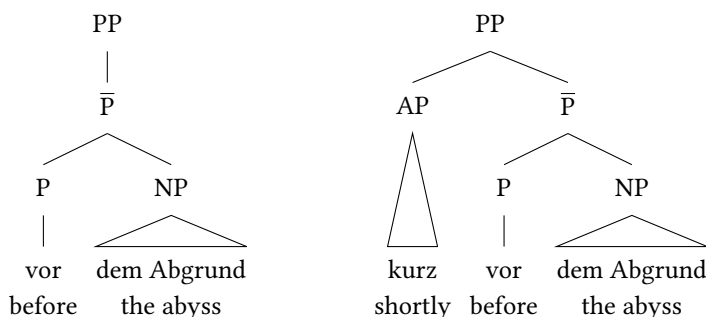 PP PP
P̅ AP P̅
P NP P NP
vor dem Abgrund kurz vor dem Abgrund
before the abyss shortly before the abyss